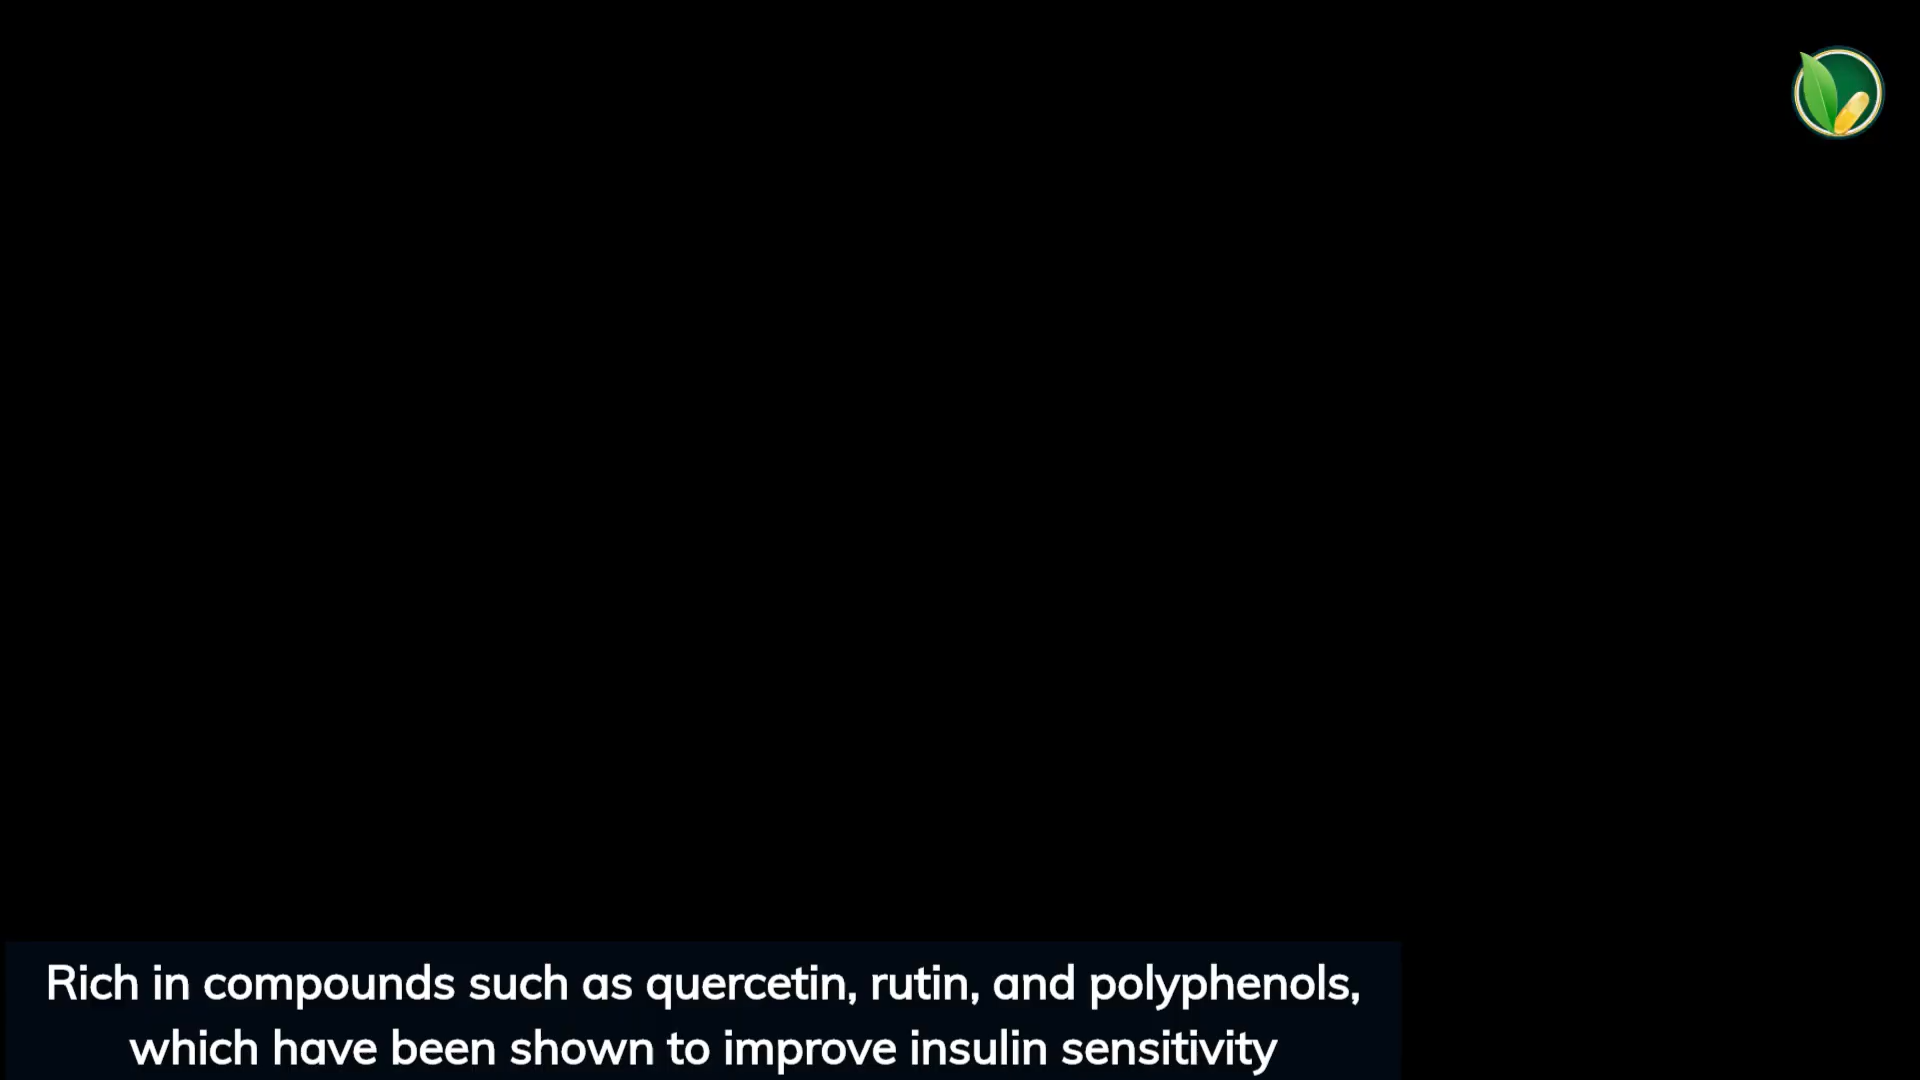 Rich in compounds such as quercetin, rutin, and polyphenols,
which have been shown to improve insulin sensitivity